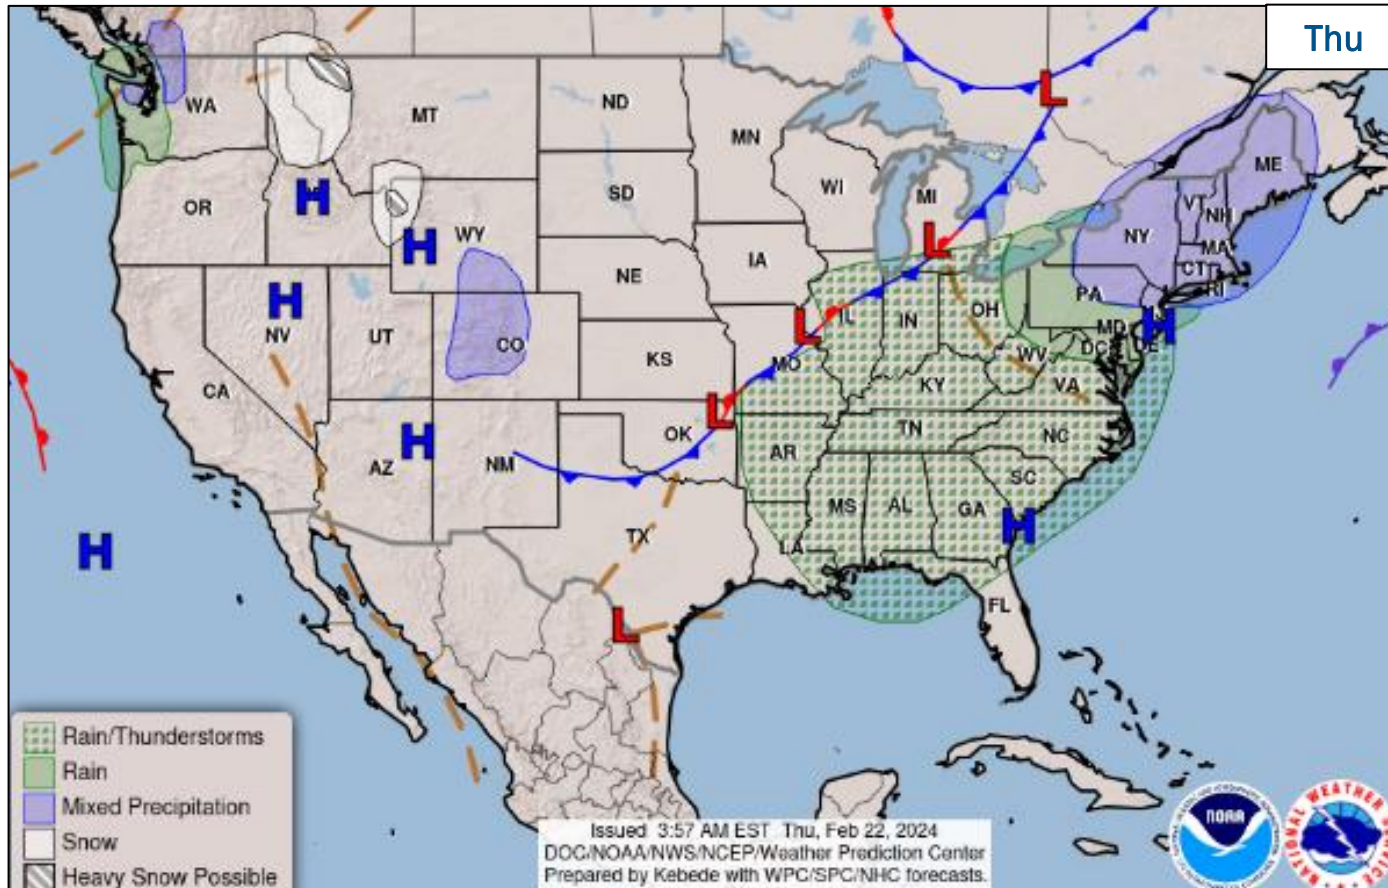 Thu
WA
MT
ND
MN
ME
OR
H
SD
WI
MI
VT
NH
NY
WY
H
L
L
MA
CT
RI
IA
NE
PA
H
NV
UT
CO
L
IL
IN
OH
MD
H
DC
DE
WV
KS
MO
CA
KY
VA
L
OK
TN
NC
H
AZ
NM
AR
SC
MS
AL
GA
H
H
TX
LA
FL
L
Rain/Thunderstorms
Rain
Mixed Precipitation
Snow
Heavy Snow Possible
Issued 3:57 AM EST Thu, Feb 22, 2024
DOC/NOAA/NWS/NCEP/Weather Prediction Center
Prepared by Kebede with WPC/SPC/NHC forecasts.
NOAA
NATIONAL WEATHER